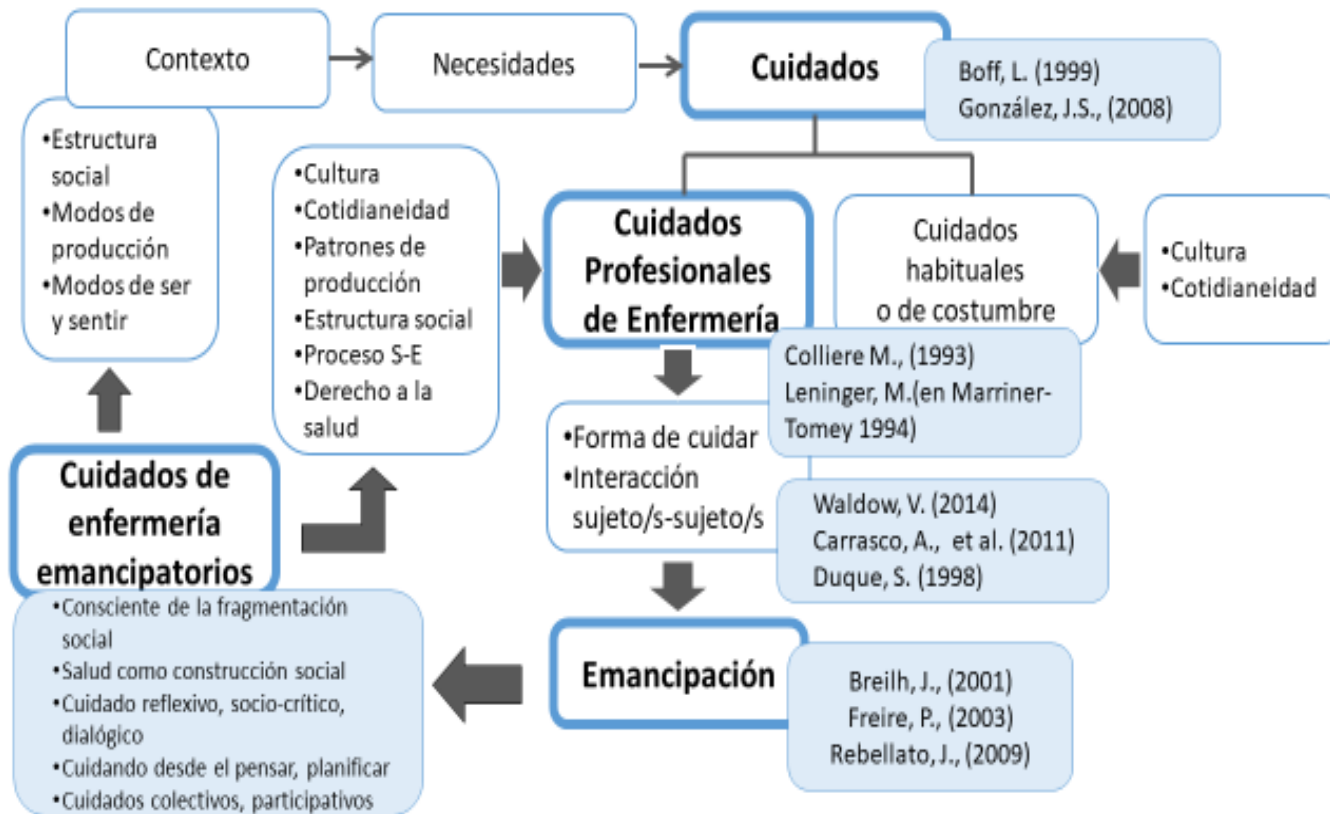 Contexto
Necesidades
Cuidados
Boff, L. (1999)
González, J.S., (2008)
•Estructura
social
•Modos de
producción
•Modos de ser
y sentir
•Cultura
•Cotidianeidad
•Patrones de
producción
•Estructura social
•Proceso S-E
•Derecho a la
salud
Cuidados
Profesionales
de Enfermería
Cuidados
habituales
o de costumbre
•Cultura
•Cotidianeidad
Colliere M., (1993)
Leninger, M.(en Marriner-
Tomey 1994)
•Forma de cuidar
•Interacción
sujeto/s-sujeto/s
Waldow, V. (2014)
Carrasco, A., et al. (2011)
Duque, S. (1998)
Cuidados de
enfermería
emancipatorios
•Consciente de la fragmentación
social
•Salud como construcción social
•Cuidado reflexivo, socio-crítico,
dialógico
•Cuidando desde el pensar, planificar
•Cuidados colectivos, participativos
Emancipación
Breilh, J., (2001)
Freire, P., (2003)
Rebellato, J., (2009)